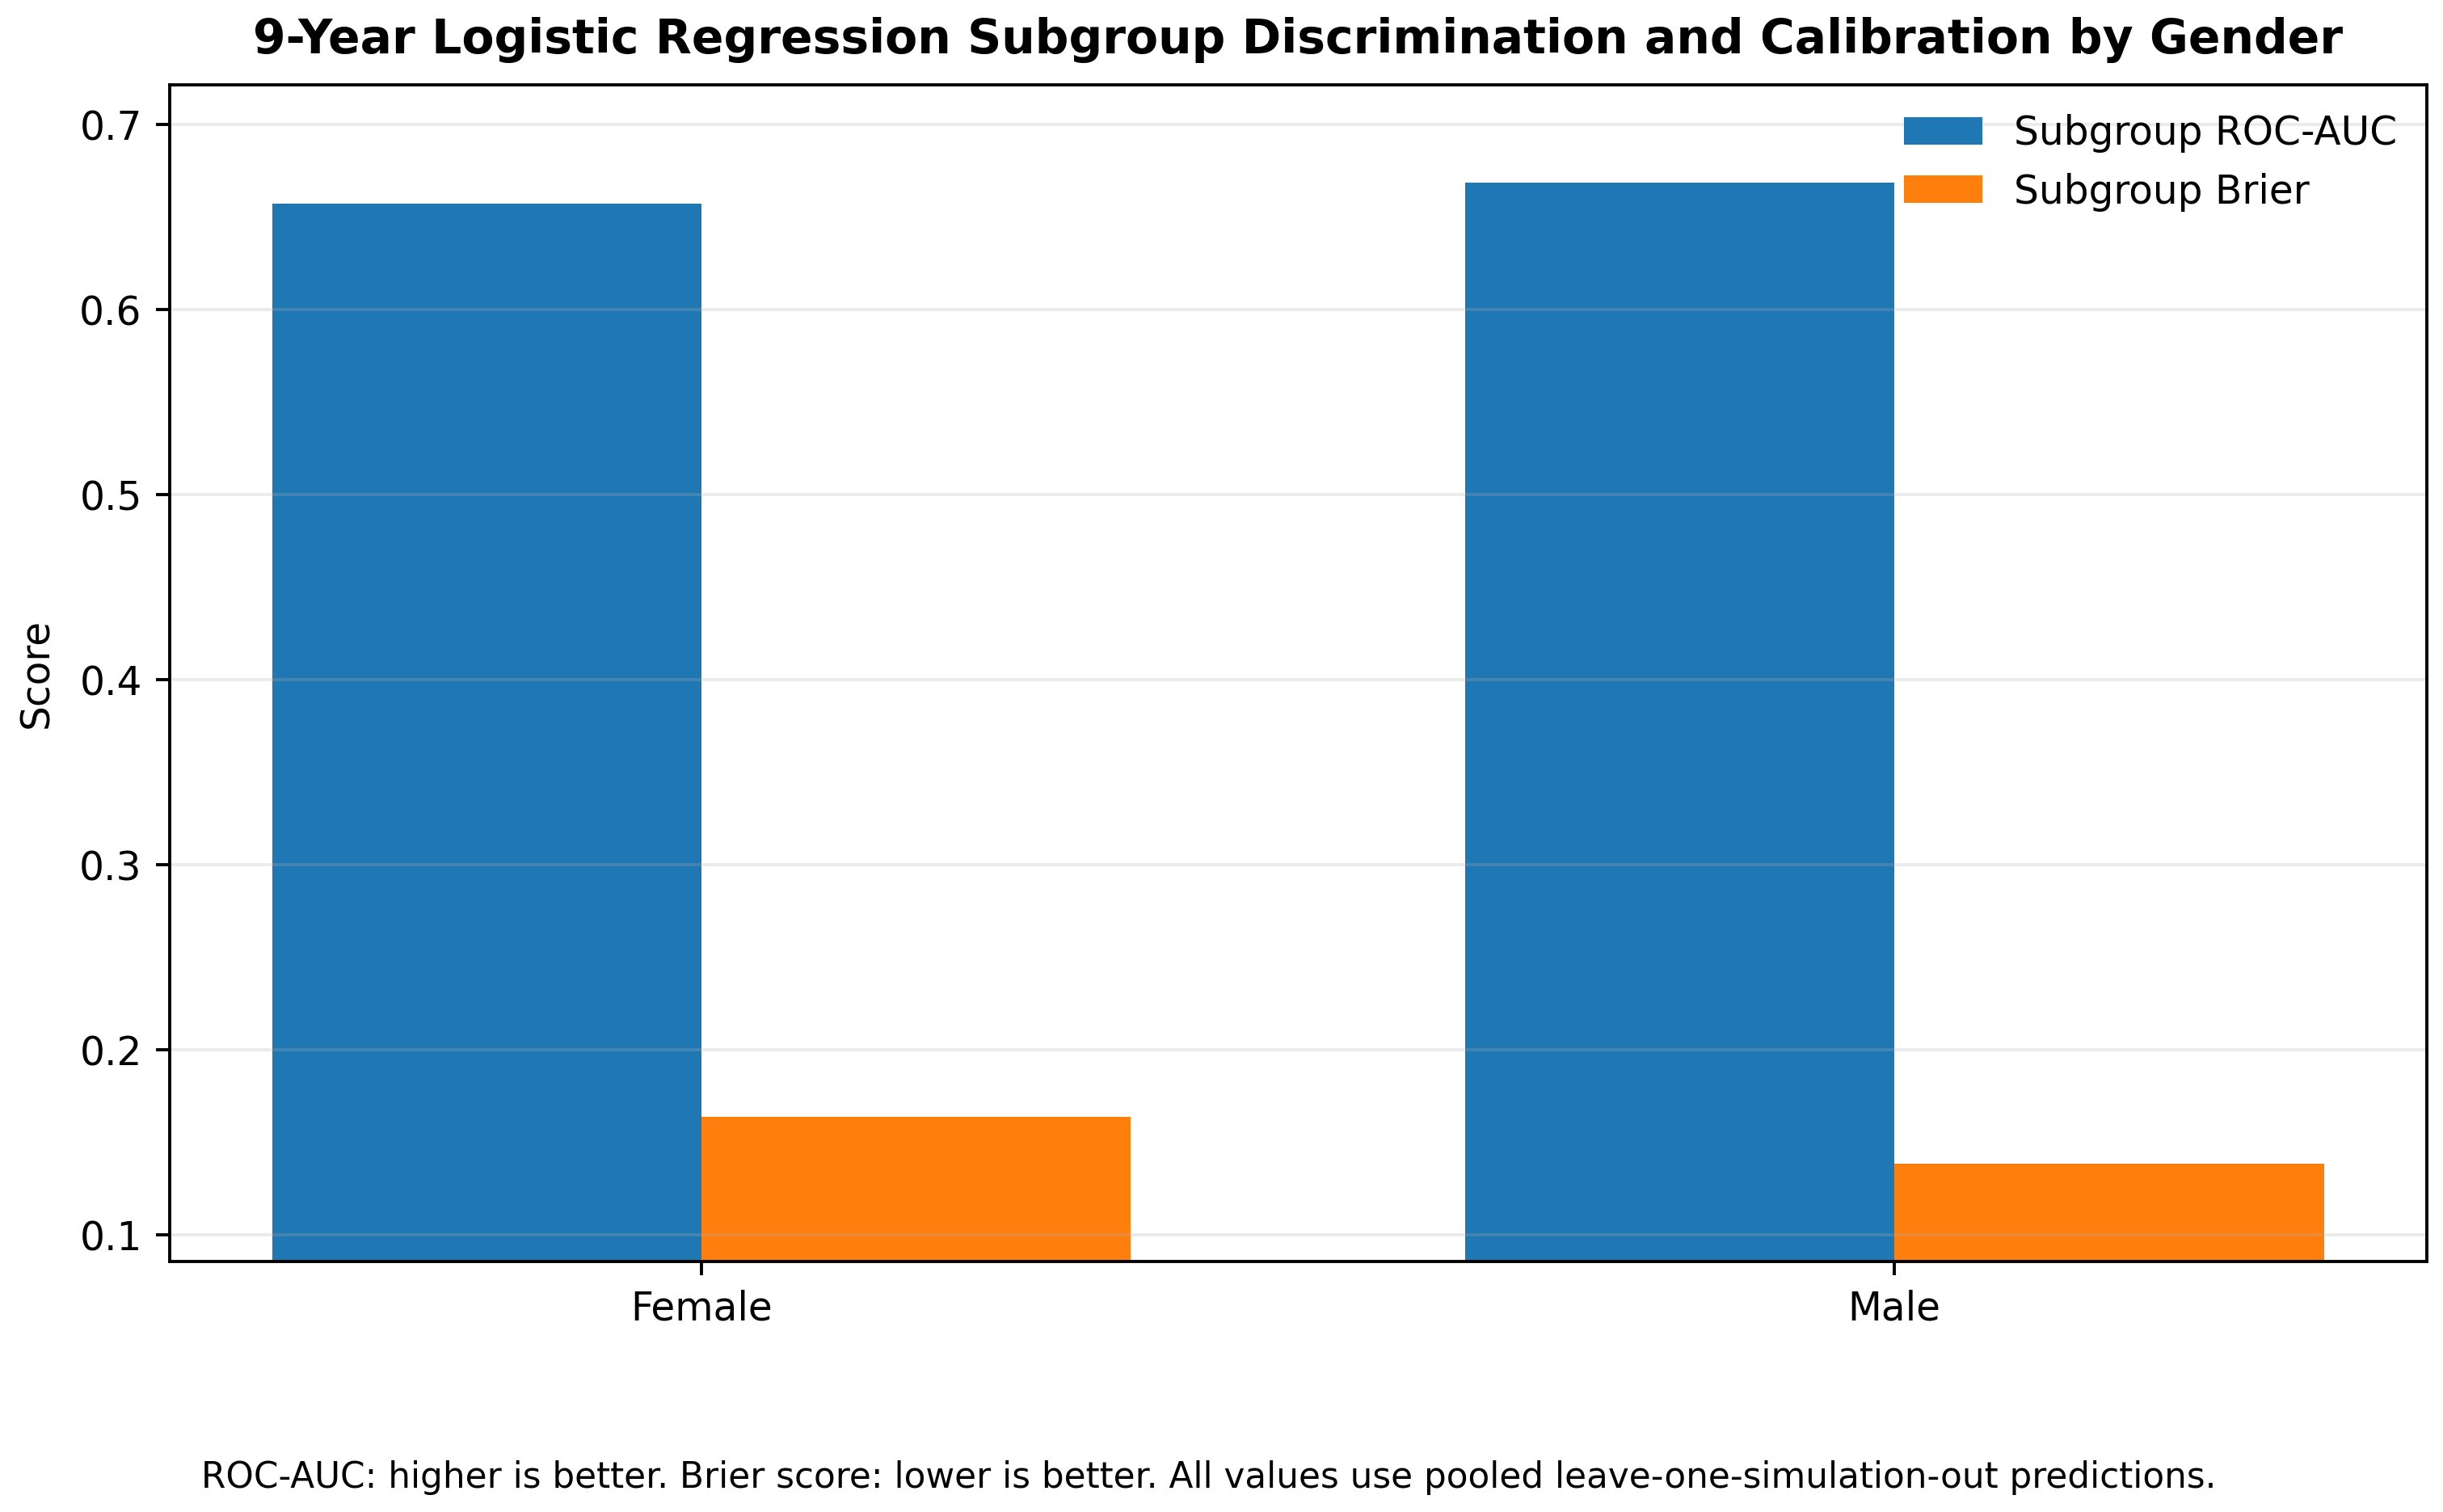 9-Year Logistic Regression Subgroup Discrimination and Calibration by Gender
Subgroup ROC-AUC
Subgroup Brier
Score
0.7
0.6
0.5
0.4
0.3
0.2
0.1
Female
Male
ROC-AUC: higher is better. Brier score: lower is better. All values use pooled leave-one-simulation-out predictions.